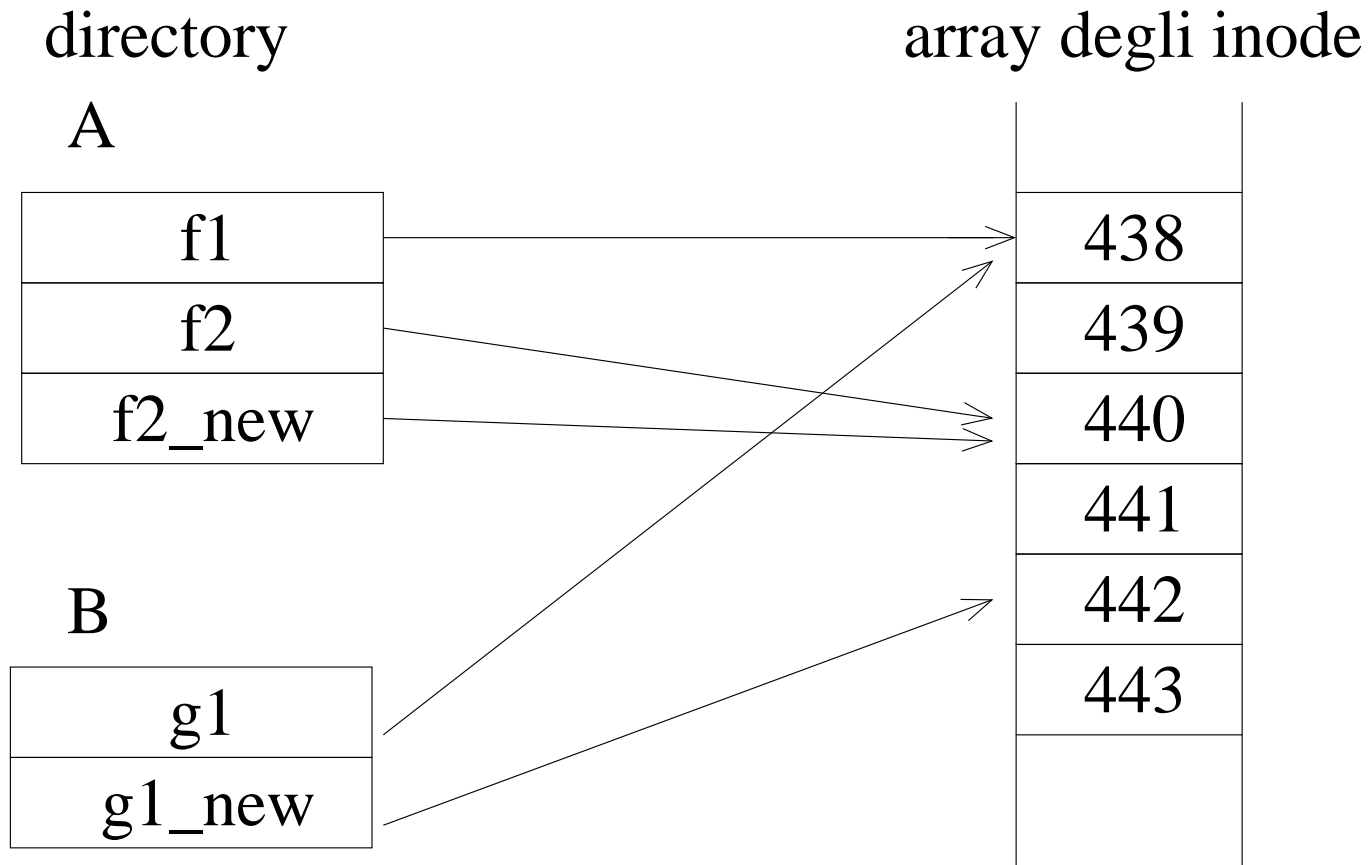 directory
array degli inode
A
f1
f2
f2_new
B
g1
g1_new
438
439
440
441
442
443